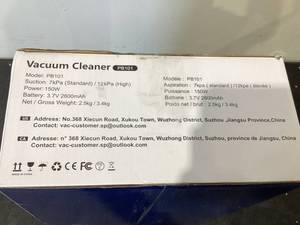 Vacuum Cleaner PB101
Model: PB101
Suction: 7kPa (Standard) / 12kPa (High)
Power: 150W
Battery: 3.7V 2600mAh
Net / Gross Weight: 2.5kg / 3.4kg
Modèle: PB101
Aspiration: 7kpa (standard) / 12kpa (élevée)
Puissance: 150W
Batterie: 3.7V 2600mAh
Poids net / brut: 2.5kg / 3.4kg
US Address: No.368 Xiecun Road, Xukou Town, Wuzhong District, Suzhou, Jiangsu Province,China
Contact: vac-customer.sp@outlook.com
CA Adresse: n° 368 Xiecun Road, Xukou Town, Wuzhong District, Suzhou, province de Jiangsu, China
Contact: vac-customer.sp@outlook.com